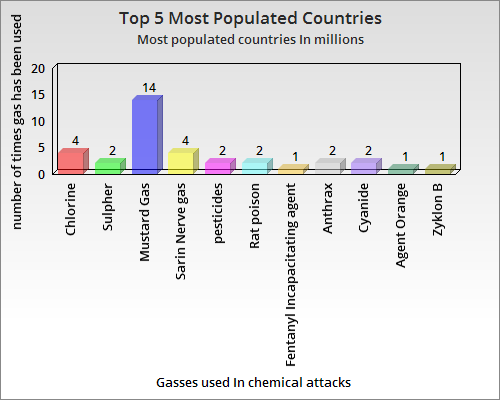 Top 5 Most Populated Countries
Most populated countries In millions
number of times gas has been used
20
15
10
5
0
4
2
14
4
2
2
1
2
2
1
1
Chlorine
Sulpher
Mustard Gas
Sarin Nerve gas
pesticides
Rat poison
Fentanyl Incapacitating agent
Anthrax
Cyanide
Agent Orange
Zyklon B
Gasses used In chemical attacks